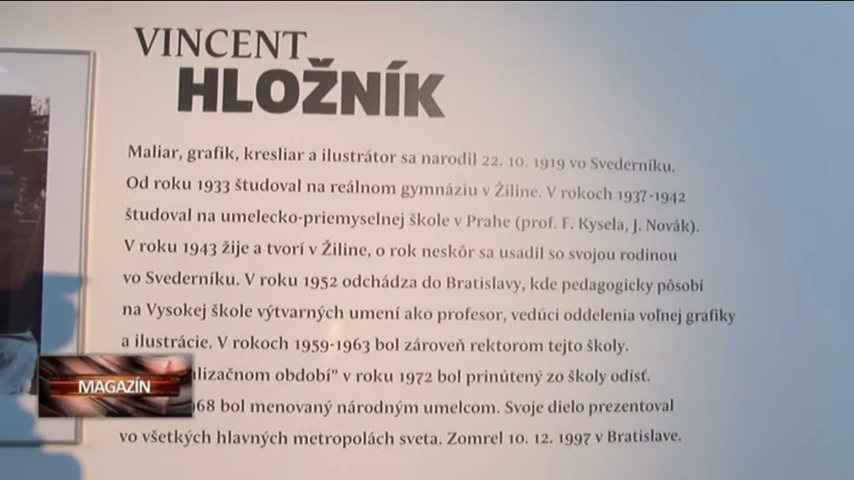 VINCENT
HLOŽNÍK
Maliar, grafik, kresliar a ilustrátor sa narodil 22. 10. 1919 vo Svederníku.
Od roku 1933 študoval na reálnom gymnáziu v Žiline. V rokoch 1937-1942
študoval na umelecko-priemyselnej škole v Prahe (prof. F. Kysela, J. Novák).
V roku 1943 žije a tvorí v Žiline, o rok neskôr sa usadil so svojou rodinou
vo Svederníku. V roku 1952 odchádza do Bratislavy, kde pedagogicky pôsobí
na Vysokej škole výtvarných umení ako profesor, vedúci oddelenia voľnej grafiky
a ilustrácie. V rokoch 1959-1963 bol zároveň rektorom tejto školy.
období” v roku 1972 bol prinútený zo školy odísť.
bol menovaný národným umelcom. Svoje dielo prezentoval
vo všetkých hlavných metropolách sveta. Zomrel 10. 12. 1997 v Bratislave.
MAGAZÍN